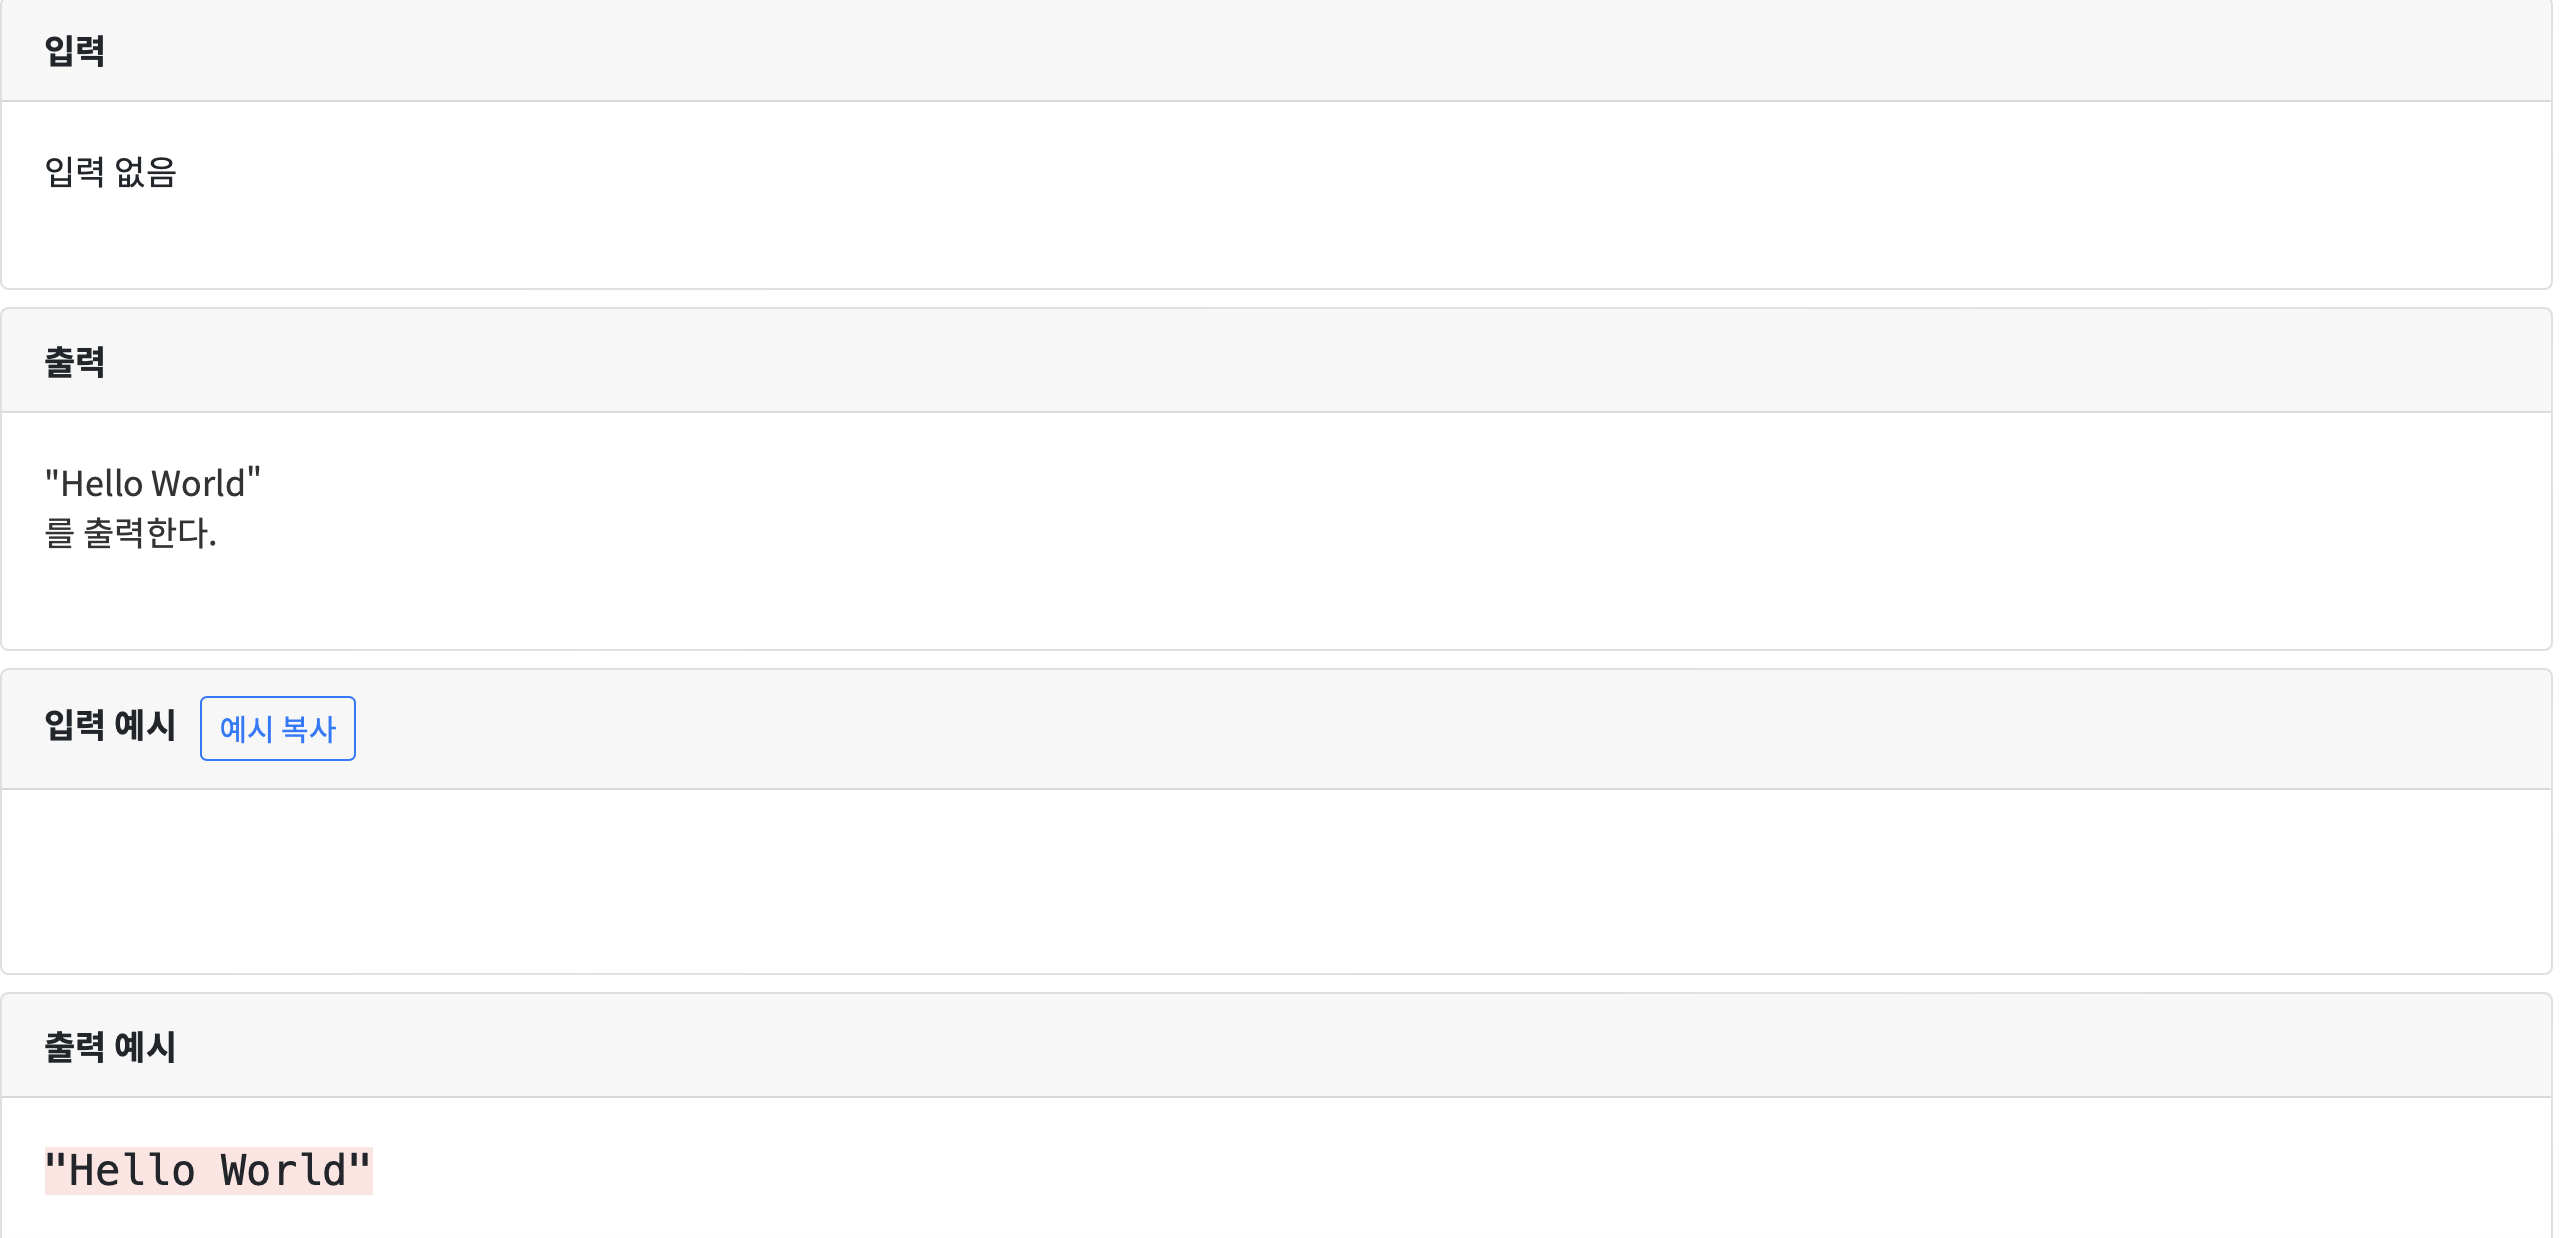 입력
입력 없음
출력
"Hello World"
를 출력한다.
입력 예시 예시 복사
출력 예시
"Hello World"